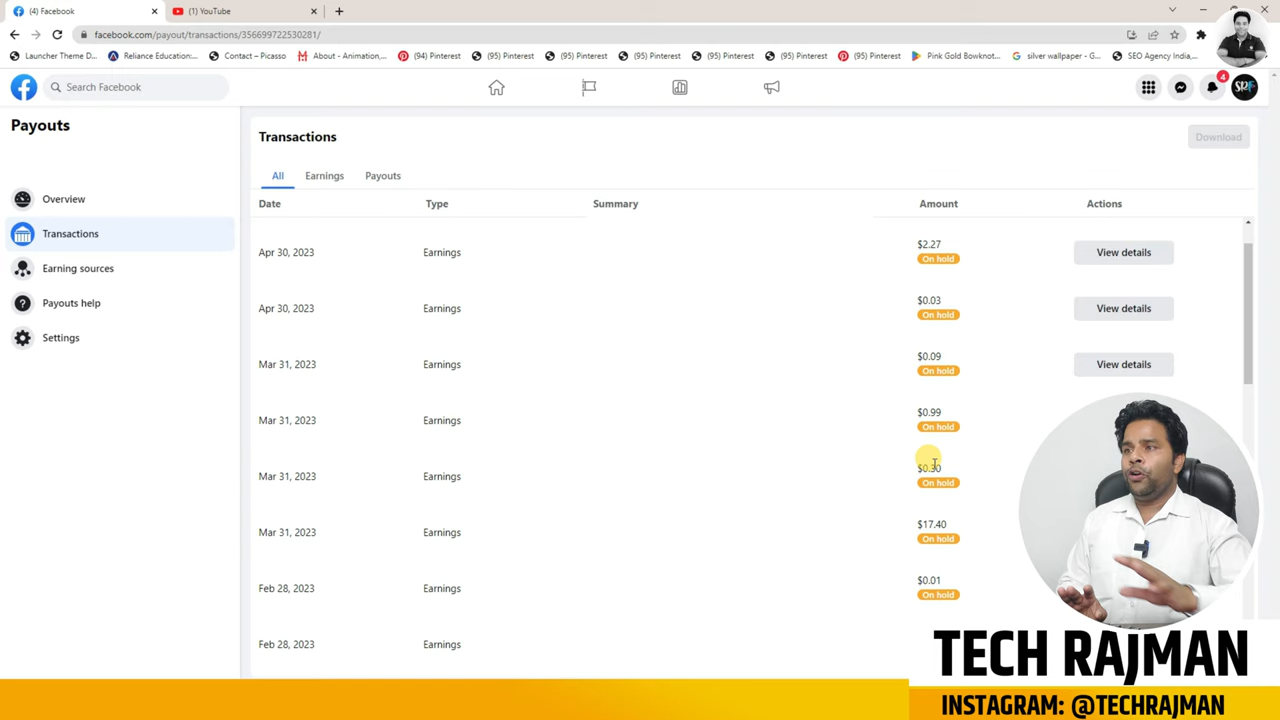 (4) Facebook
(1) YouTube
facebook.com/payout/transactions/356699722530281/
Launcher Theme D...
Reliance Education:...
Contact – Picasso
About - Animation,...
(94) Pinterest
(95) Pinterest
(95) Pinterest
(95) Pinterest
(95) Pinterest
(95) Pinterest
Pink Gold Bowknot...
silver wallpaper - G...
SEO Agency India,...
Search Facebook
4
Payouts
Overview
Transactions
Earning sources
Payouts help
Settings
Transactions
Download
All Earnings Payouts
Date Type Summary Amount Actions
Apr 30, 2023 Earnings $2.27 On hold View details
Apr 30, 2023 Earnings $0.03 On hold View details
Mar 31, 2023 Earnings $0.09 On hold View details
Mar 31, 2023 Earnings $0.99 On hold
Mar 31, 2023 Earnings $0.30 On hold
Mar 31, 2023 Earnings $17.40 On hold
Feb 28, 2023 Earnings $0.01 On hold
Feb 28, 2023 Earnings
TECH RAJMAN
INSTAGRAM: @TECHRAJMAN